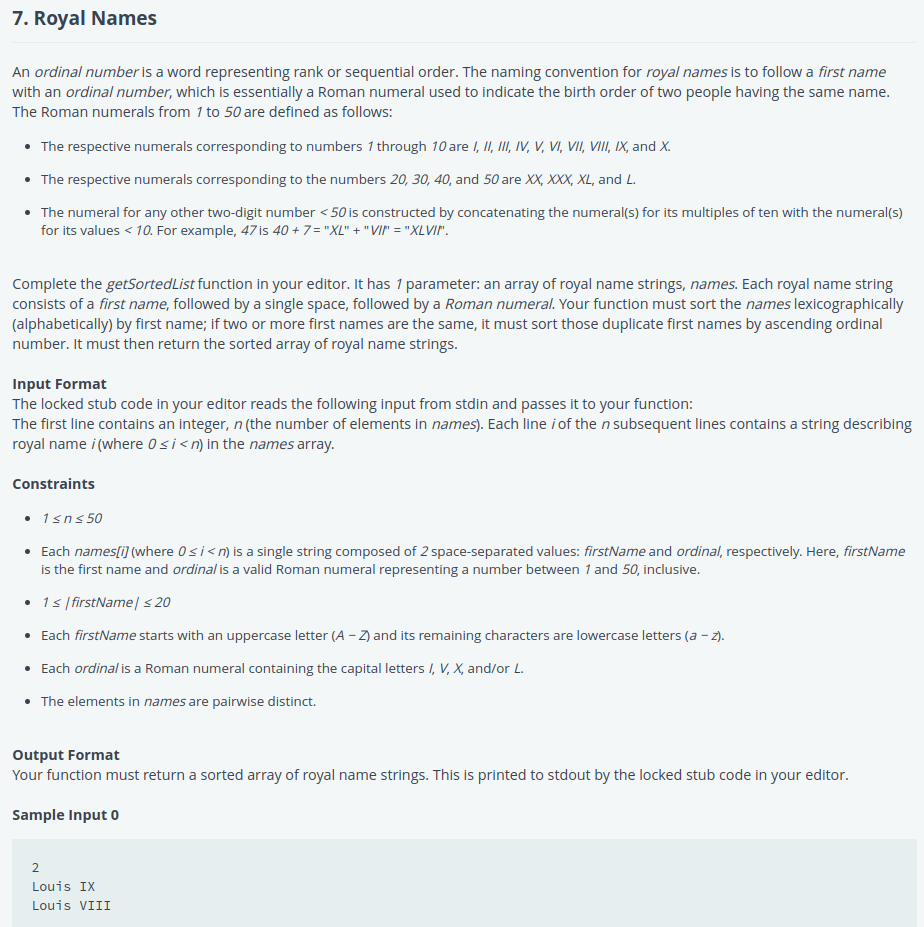 7. Royal Names
An ordinal number is a word representing rank or sequential order. The naming convention for royal names is to follow a first name
with an ordinal number, which is essentially a Roman numeral used to indicate the birth order of two people having the same name.
The Roman numerals from 1 to 50 are defined as follows:
• The respective numerals corresponding to numbers 1 through 10 are I, II, III, IV, V, VI, VII, VIII, IX, and X.
• The respective numerals corresponding to the numbers 20, 30, 40, and 50 are XX, XXX, XL, and L.
• The numeral for any other two-digit number < 50 is constructed by concatenating the numeral(s) for its multiples of ten with the numeral(s)
for its values < 10. For example, 47 is 40 + 7 = "XL" + "VII" = "XLVII".
Complete the getSortedList function in your editor. It has 1 parameter: an array of royal name strings, names. Each royal name string
consists of a first name, followed by a single space, followed by a Roman numeral. Your function must sort the names lexicographically
(alphabetically) by first name; if two or more first names are the same, it must sort those duplicate first names by ascending ordinal
number. It must then return the sorted array of royal name strings.
Input Format
The locked stub code in your editor reads the following input from stdin and passes it to your function:
The first line contains an integer, n (the number of elements in names). Each line i of the n subsequent lines contains a string describing
royal name i (where 0 ≤ i < n) in the names array.
Constraints
• 1 ≤ n ≤ 50
• Each names[i] (where 0 ≤ i < n) is a single string composed of 2 space-separated values: firstName and ordinal, respectively. Here, firstName
is the first name and ordinal is a valid Roman numeral representing a number between 1 and 50, inclusive.
• 1 ≤ |firstName| ≤ 20
• Each firstName starts with an uppercase letter (A − Z) and its remaining characters are lowercase letters (a − z).
• Each ordinal is a Roman numeral containing the capital letters I, V, X, and/or L.
• The elements in names are pairwise distinct.
Output Format
Your function must return a sorted array of royal name strings. This is printed to stdout by the locked stub code in your editor.
Sample Input 0
2
Louis IX
Louis VIII